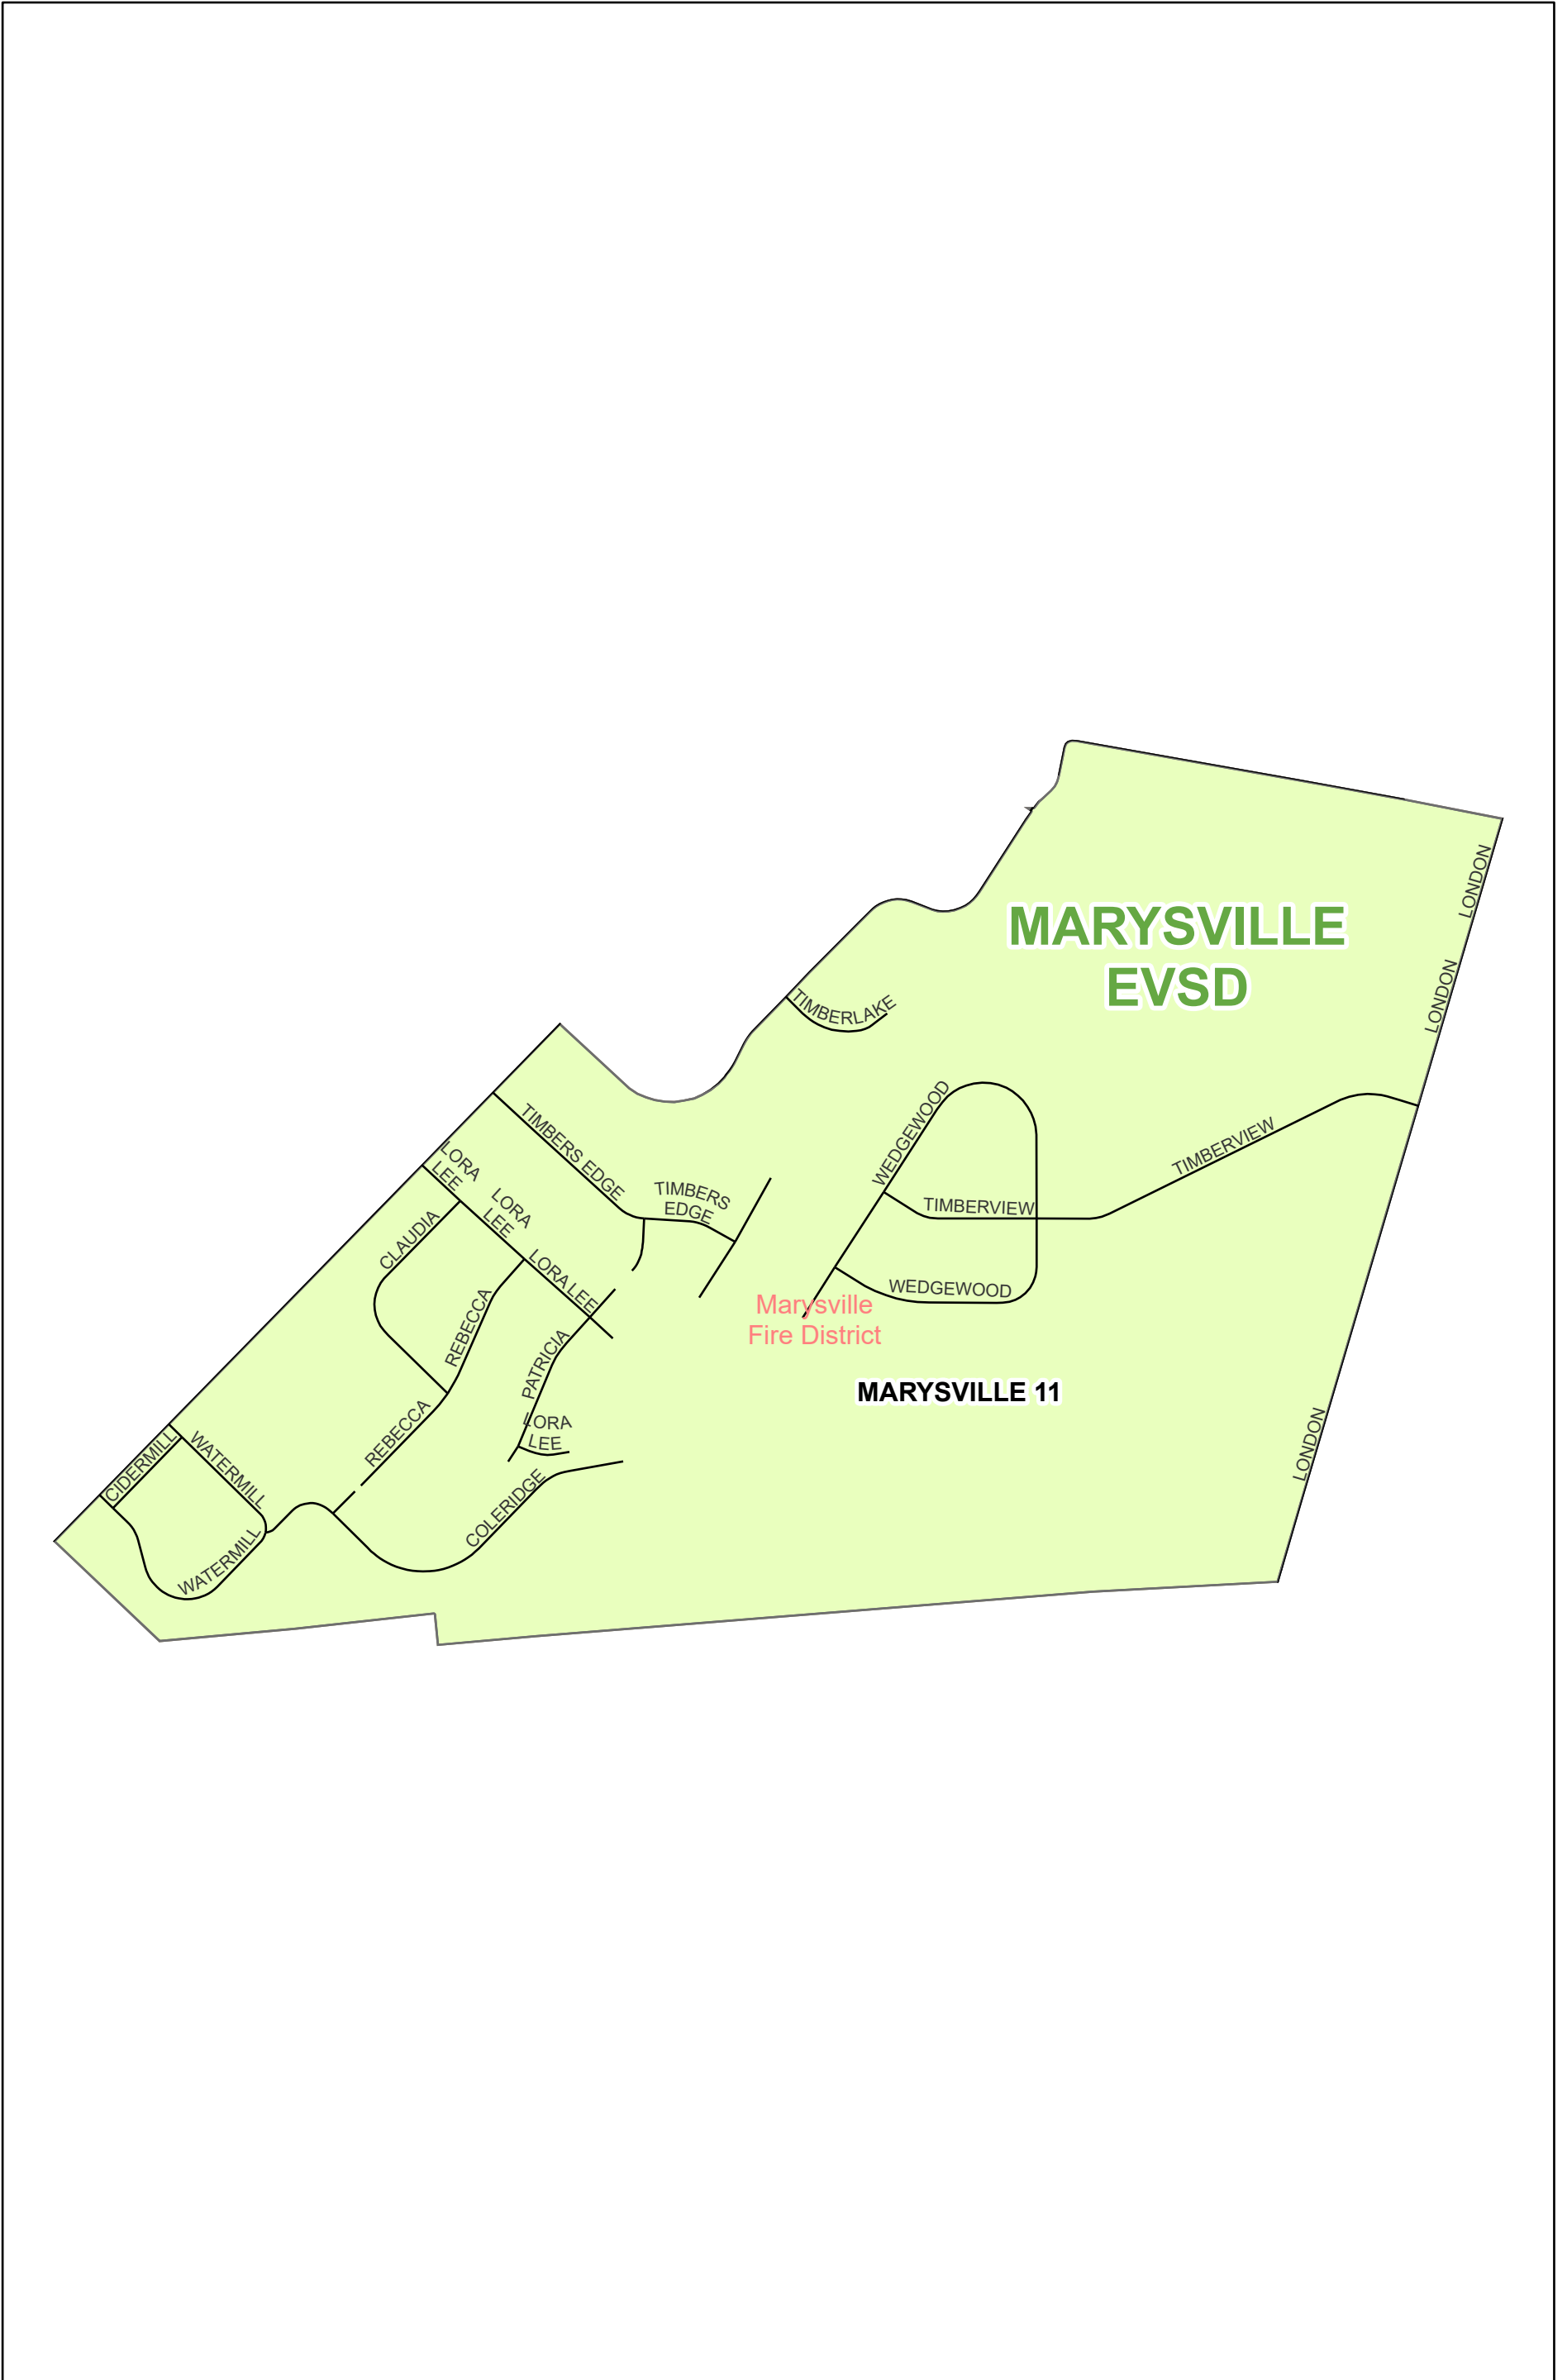 LONDON
MARYSVILLE
EVSD
LONDON
TIMBERLAKE
WEDGEWOOD
TIMBERS EDGE
TIMBERVIEW
LORA
LEE
TIMBERS
EDGE
LORA
LEE
TIMBERVIEW
CLAUDIA
LORA LEE
WEDGEWOOD
Marysville
Fire District
REBECCA
PATRICIA
MARYSVILLE 11
LORA
LEE
REBECCA
LONDON
CIDERMILL
WATERMILL
COLERIDGE
WATERMILL